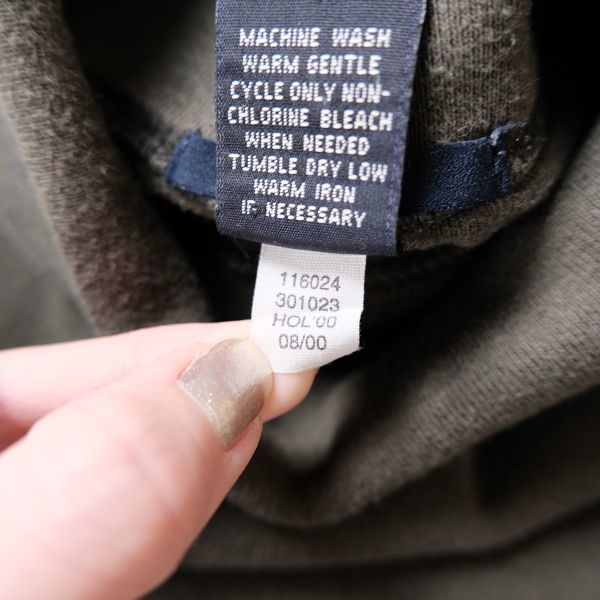 MACHINE WASH
WARM GENTLE
CYCLE ONLY NON-
CHLORINE BLEACH
WHEN NEEDED
TUMBLE DRY LOW
WARM IRON
IF NECESSARY
116024
301023
HOL'00
08/00